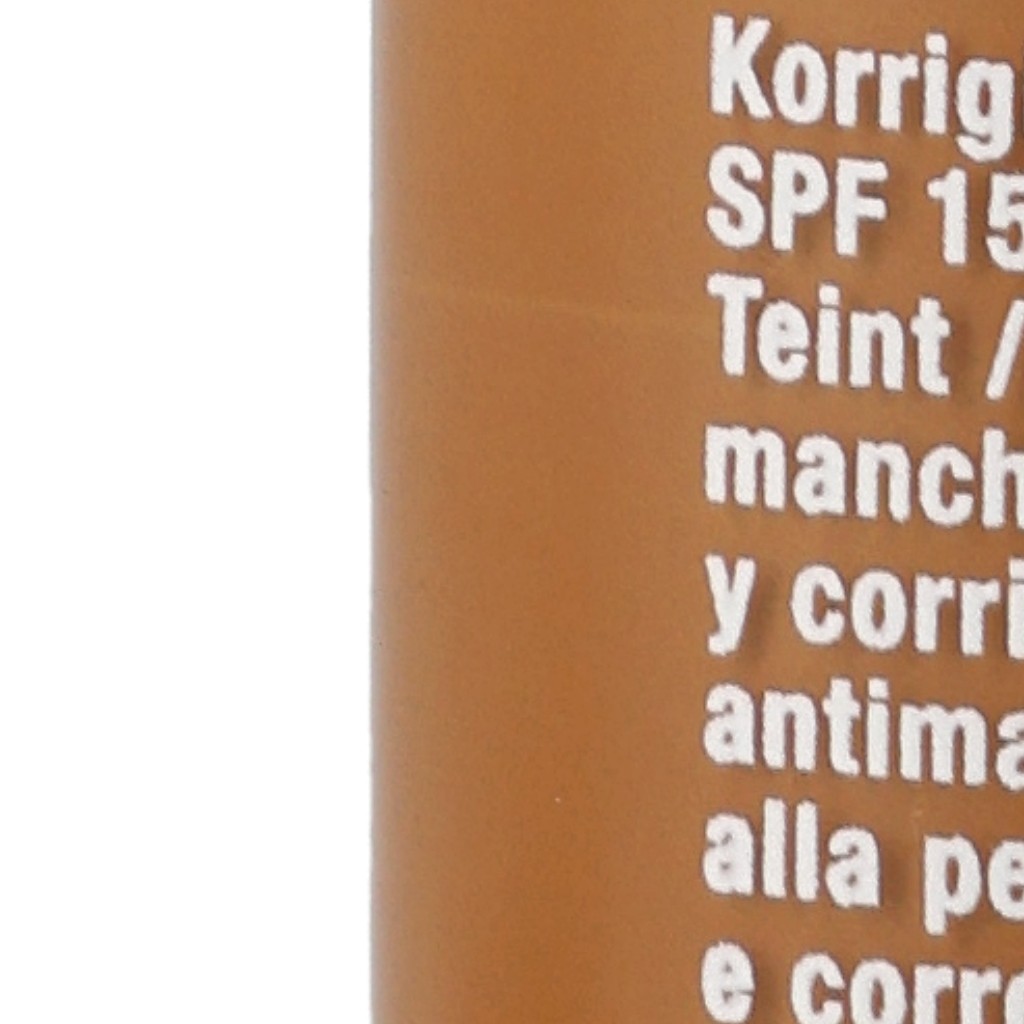 Korrig
SPF 15
Teint /
manch
y corri
antima
alla pe
e corre